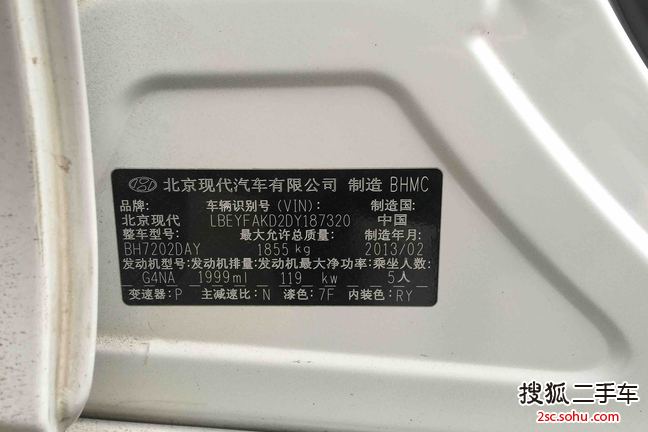 北京现代汽车有限公司 制造 BHMC
品牌: 车辆识别号(VIN): 制造国:
北京现代 LBEYFAKD2DY187320 中国
整车型号: 最大允许总质量: 制造年月:
BH7202DAY 1855 kg 2013/02
发动机型号:发动机排量:发动机最大净功率:乘坐人数:
G4NA 1999ml 119 kw 5人
变速器:P 主减速比:N 漆色:7F 内装色:RY
搜狐二手车
2sc.sohu.com